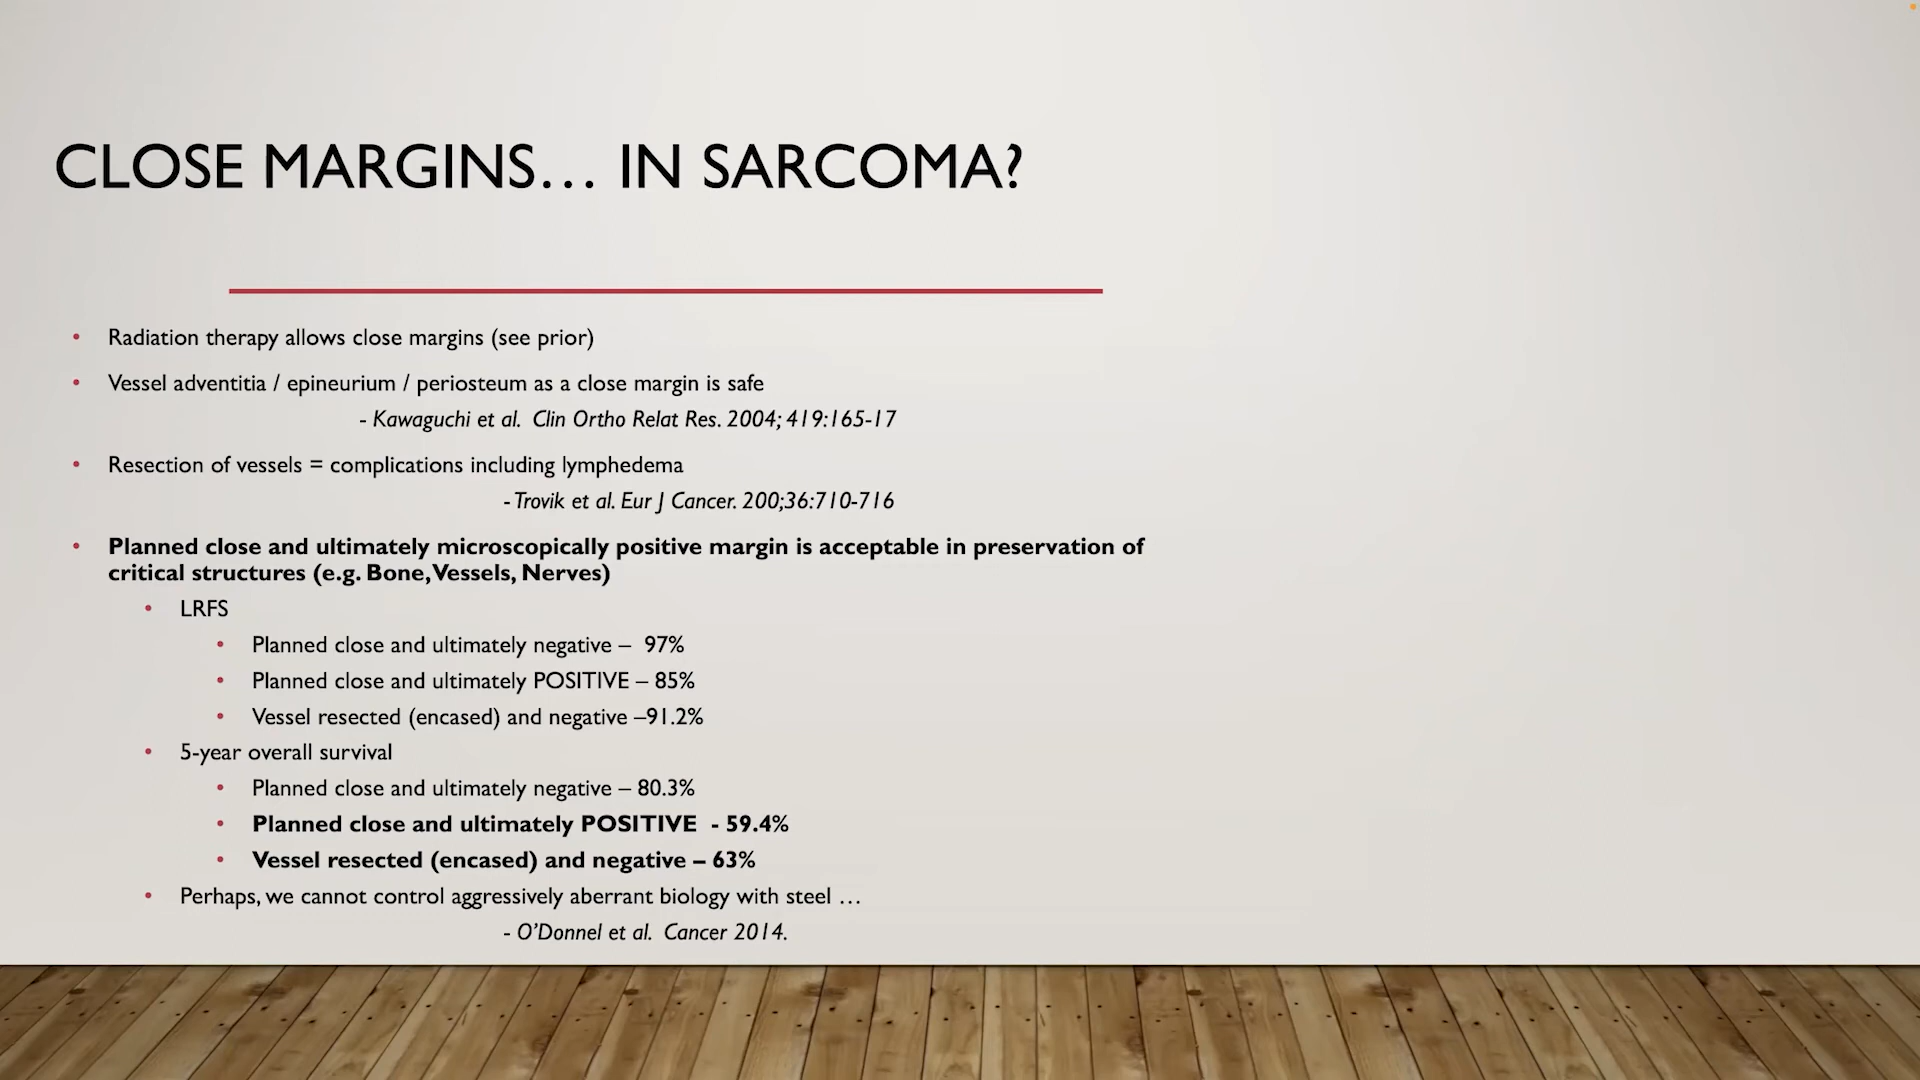 CLOSE MARGINS… IN SARCOMA?
• Radiation therapy allows close margins (see prior)
• Vessel adventitia / epineurium / periosteum as a close margin is safe
- Kawaguchi et al. Clin Ortho Relat Res. 2004; 419:165-17
• Resection of vessels = complications including lymphedema
- Trovik et al. Eur J Cancer. 200;36:710-716
• Planned close and ultimately microscopically positive margin is acceptable in preservation of
critical structures (e.g. Bone, Vessels, Nerves)
• LRFS
• Planned close and ultimately negative – 97%
• Planned close and ultimately POSITIVE – 85%
• Vessel resected (encased) and negative –91.2%
• 5-year overall survival
• Planned close and ultimately negative – 80.3%
• Planned close and ultimately POSITIVE - 59.4%
• Vessel resected (encased) and negative – 63%
• Perhaps, we cannot control aggressively aberrant biology with steel …
- O’Donnel et al. Cancer 2014.